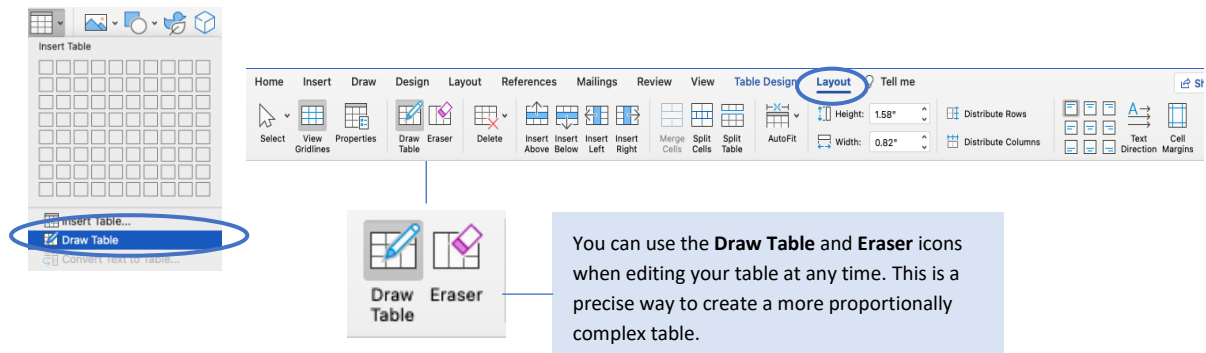 Insert Table
Insert Table...
Draw Table
Convert Text to Table...
Home Insert Draw Design Layout References Mailings Review View Table Design Layout Tell me Sh
Select View Gridlines Properties Draw Table Eraser Delete Insert Above Insert Below Insert Left Insert Right Merge Cells Split Cells Split Table AutoFit
Height: 1.58" Distribute Rows
Width: 0.82" Distribute Columns
Text Direction Cell Margins
Draw Table Eraser
You can use the Draw Table and Eraser icons
when editing your table at any time. This is a
precise way to create a more proportionally
complex table.